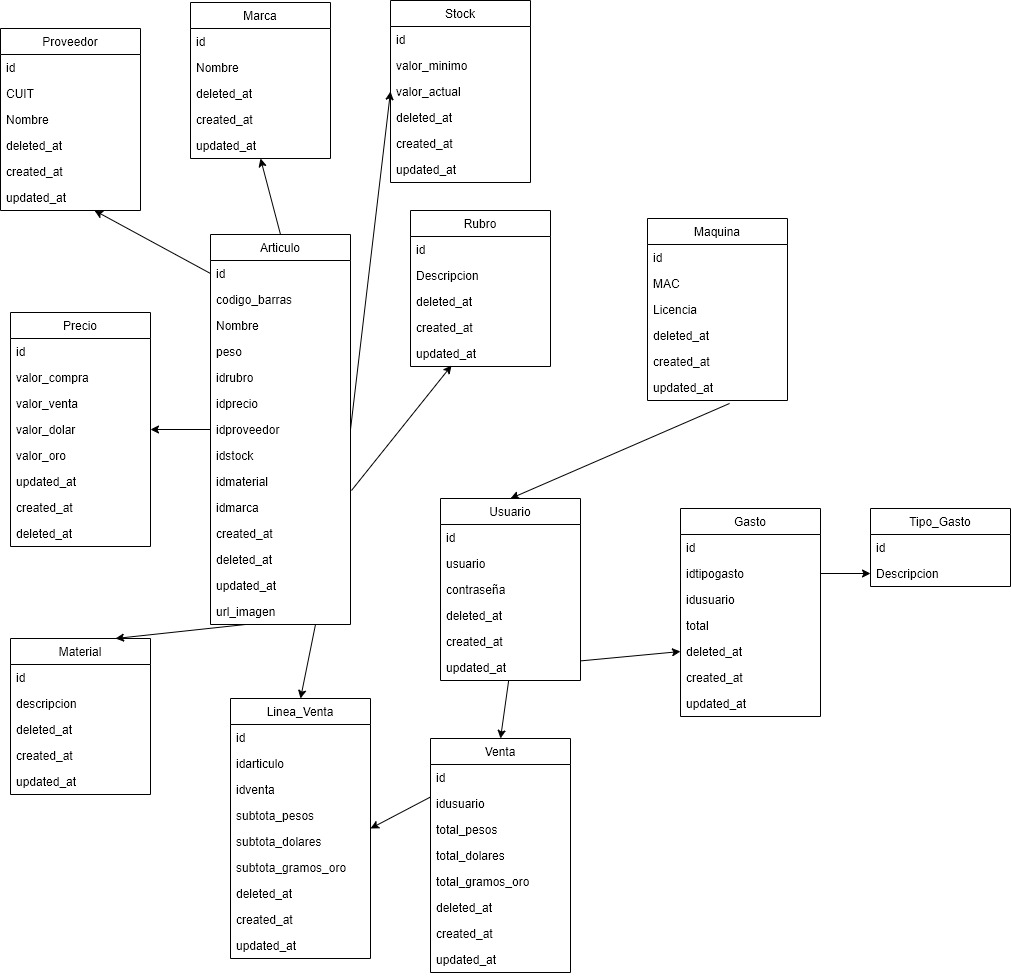 Proveedor
id
CUIT
Nombre
deleted_at
created_at
updated_at
Marca
id
Nombre
deleted_at
created_at
updated_at
Stock
id
valor_minimo
valor_actual
deleted_at
created_at
updated_at
Articulo
id
codigo_barras
Nombre
peso
idrubro
idprecio
idproveedor
idstock
idmaterial
idmarca
created_at
deleted_at
updated_at
url_imagen
Rubro
id
Descripcion
deleted_at
created_at
updated_at
Maquina
id
MAC
Licencia
deleted_at
created_at
updated_at
Precio
id
valor_compra
valor_venta
valor_dolar
valor_oro
updated_at
created_at
deleted_at
Usuario
id
usuario
contraseña
deleted_at
created_at
updated_at
Gasto
id
idtipogasto
idusuario
total
deleted_at
created_at
updated_at
Tipo_Gasto
id
Descripcion
Material
id
descripcion
deleted_at
created_at
updated_at
Linea_Venta
id
idarticulo
idventa
subtota_pesos
subtota_dolares
subtota_gramos_oro
deleted_at
created_at
updated_at
Venta
id
idusuario
total_pesos
total_dolares
total_gramos_oro
deleted_at
created_at
updated_at